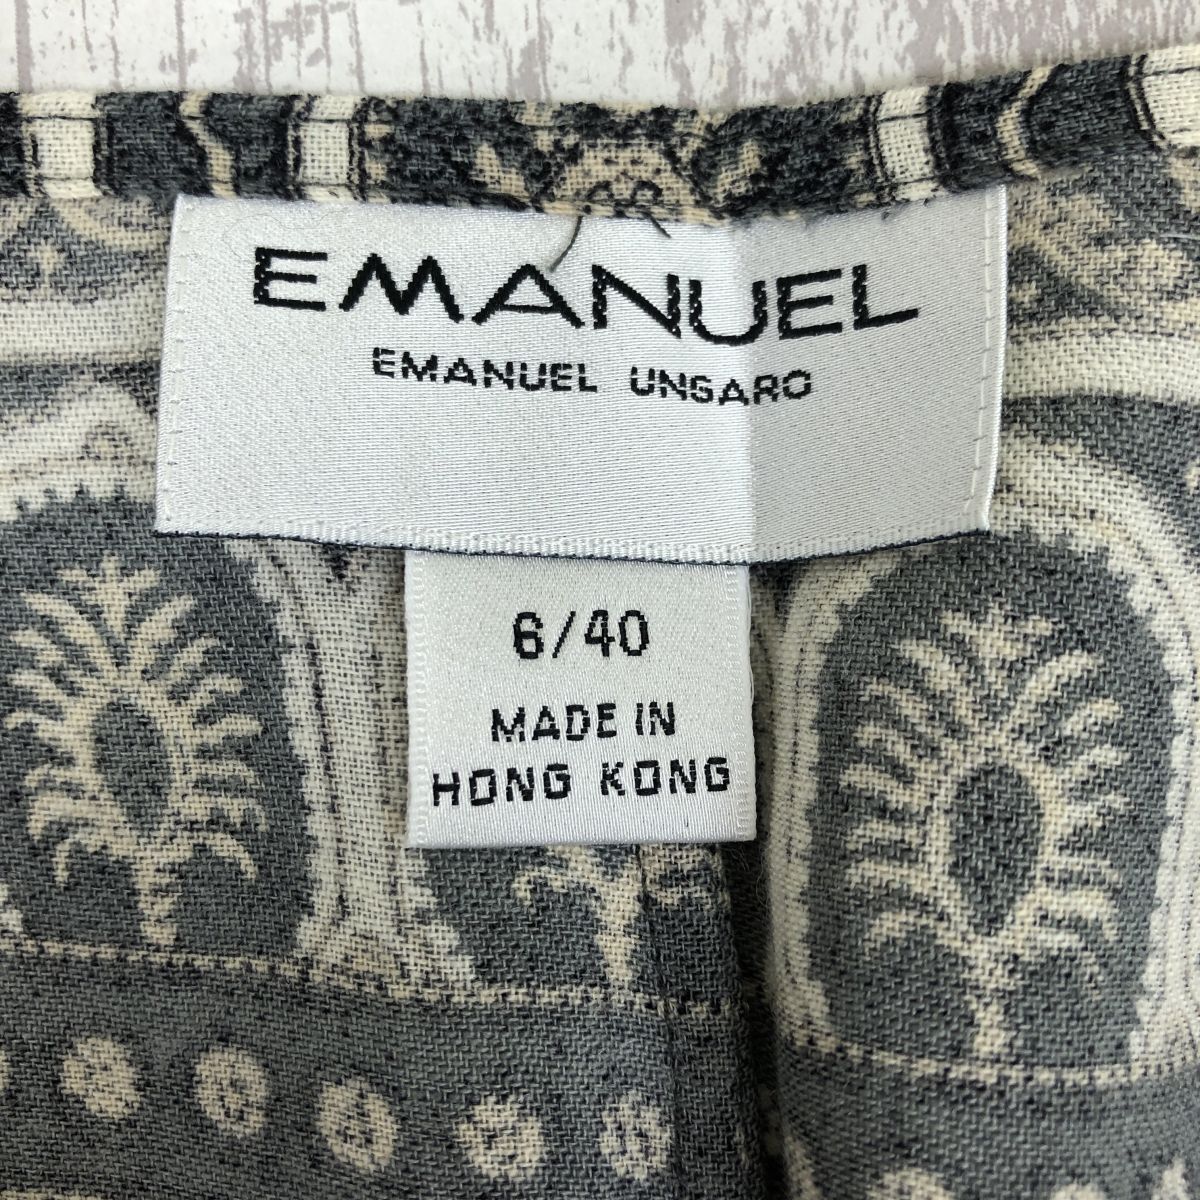 EMANUEL
EMANUEL UNGARO
6/40
MADE IN
HONG KONG